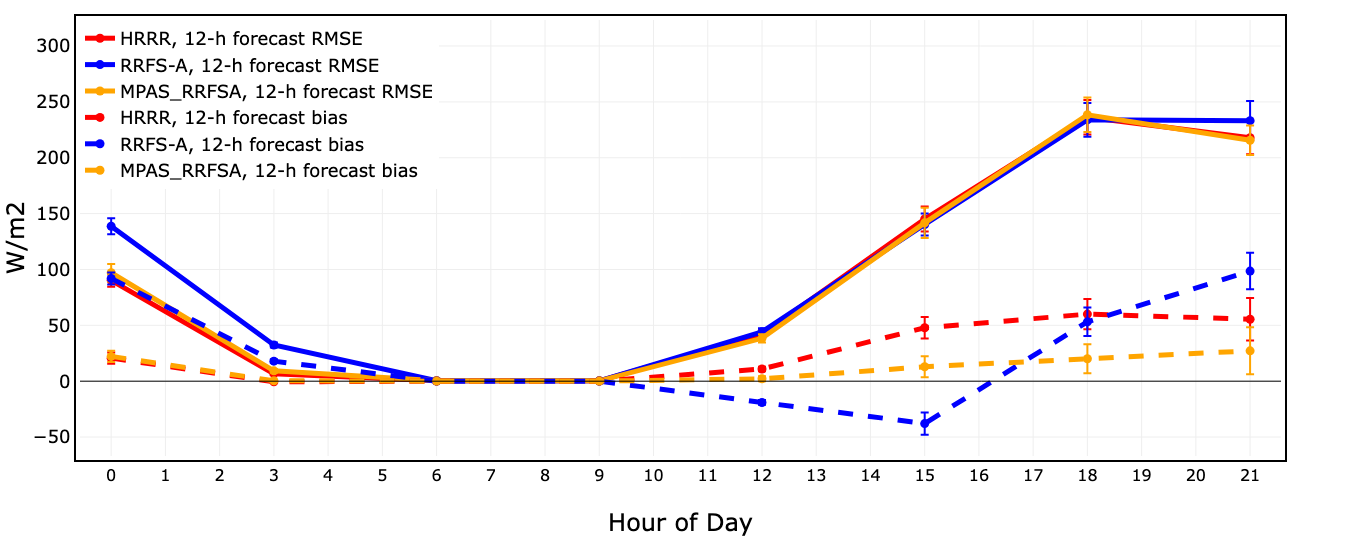 HRRR, 12-h forecast RMSE
RRFS-A, 12-h forecast RMSE
MPAS_RRFSA, 12-h forecast RMSE
HRRR, 12-h forecast bias
RRFS-A, 12-h forecast bias
MPAS_RRFSA, 12-h forecast bias
300
250
200
150
100
50
0
−50
W/m2
0 1 2 3 4 5 6 7 8 9 10 11 12 13 14 15 16 17 18 19 20 21
Hour of Day